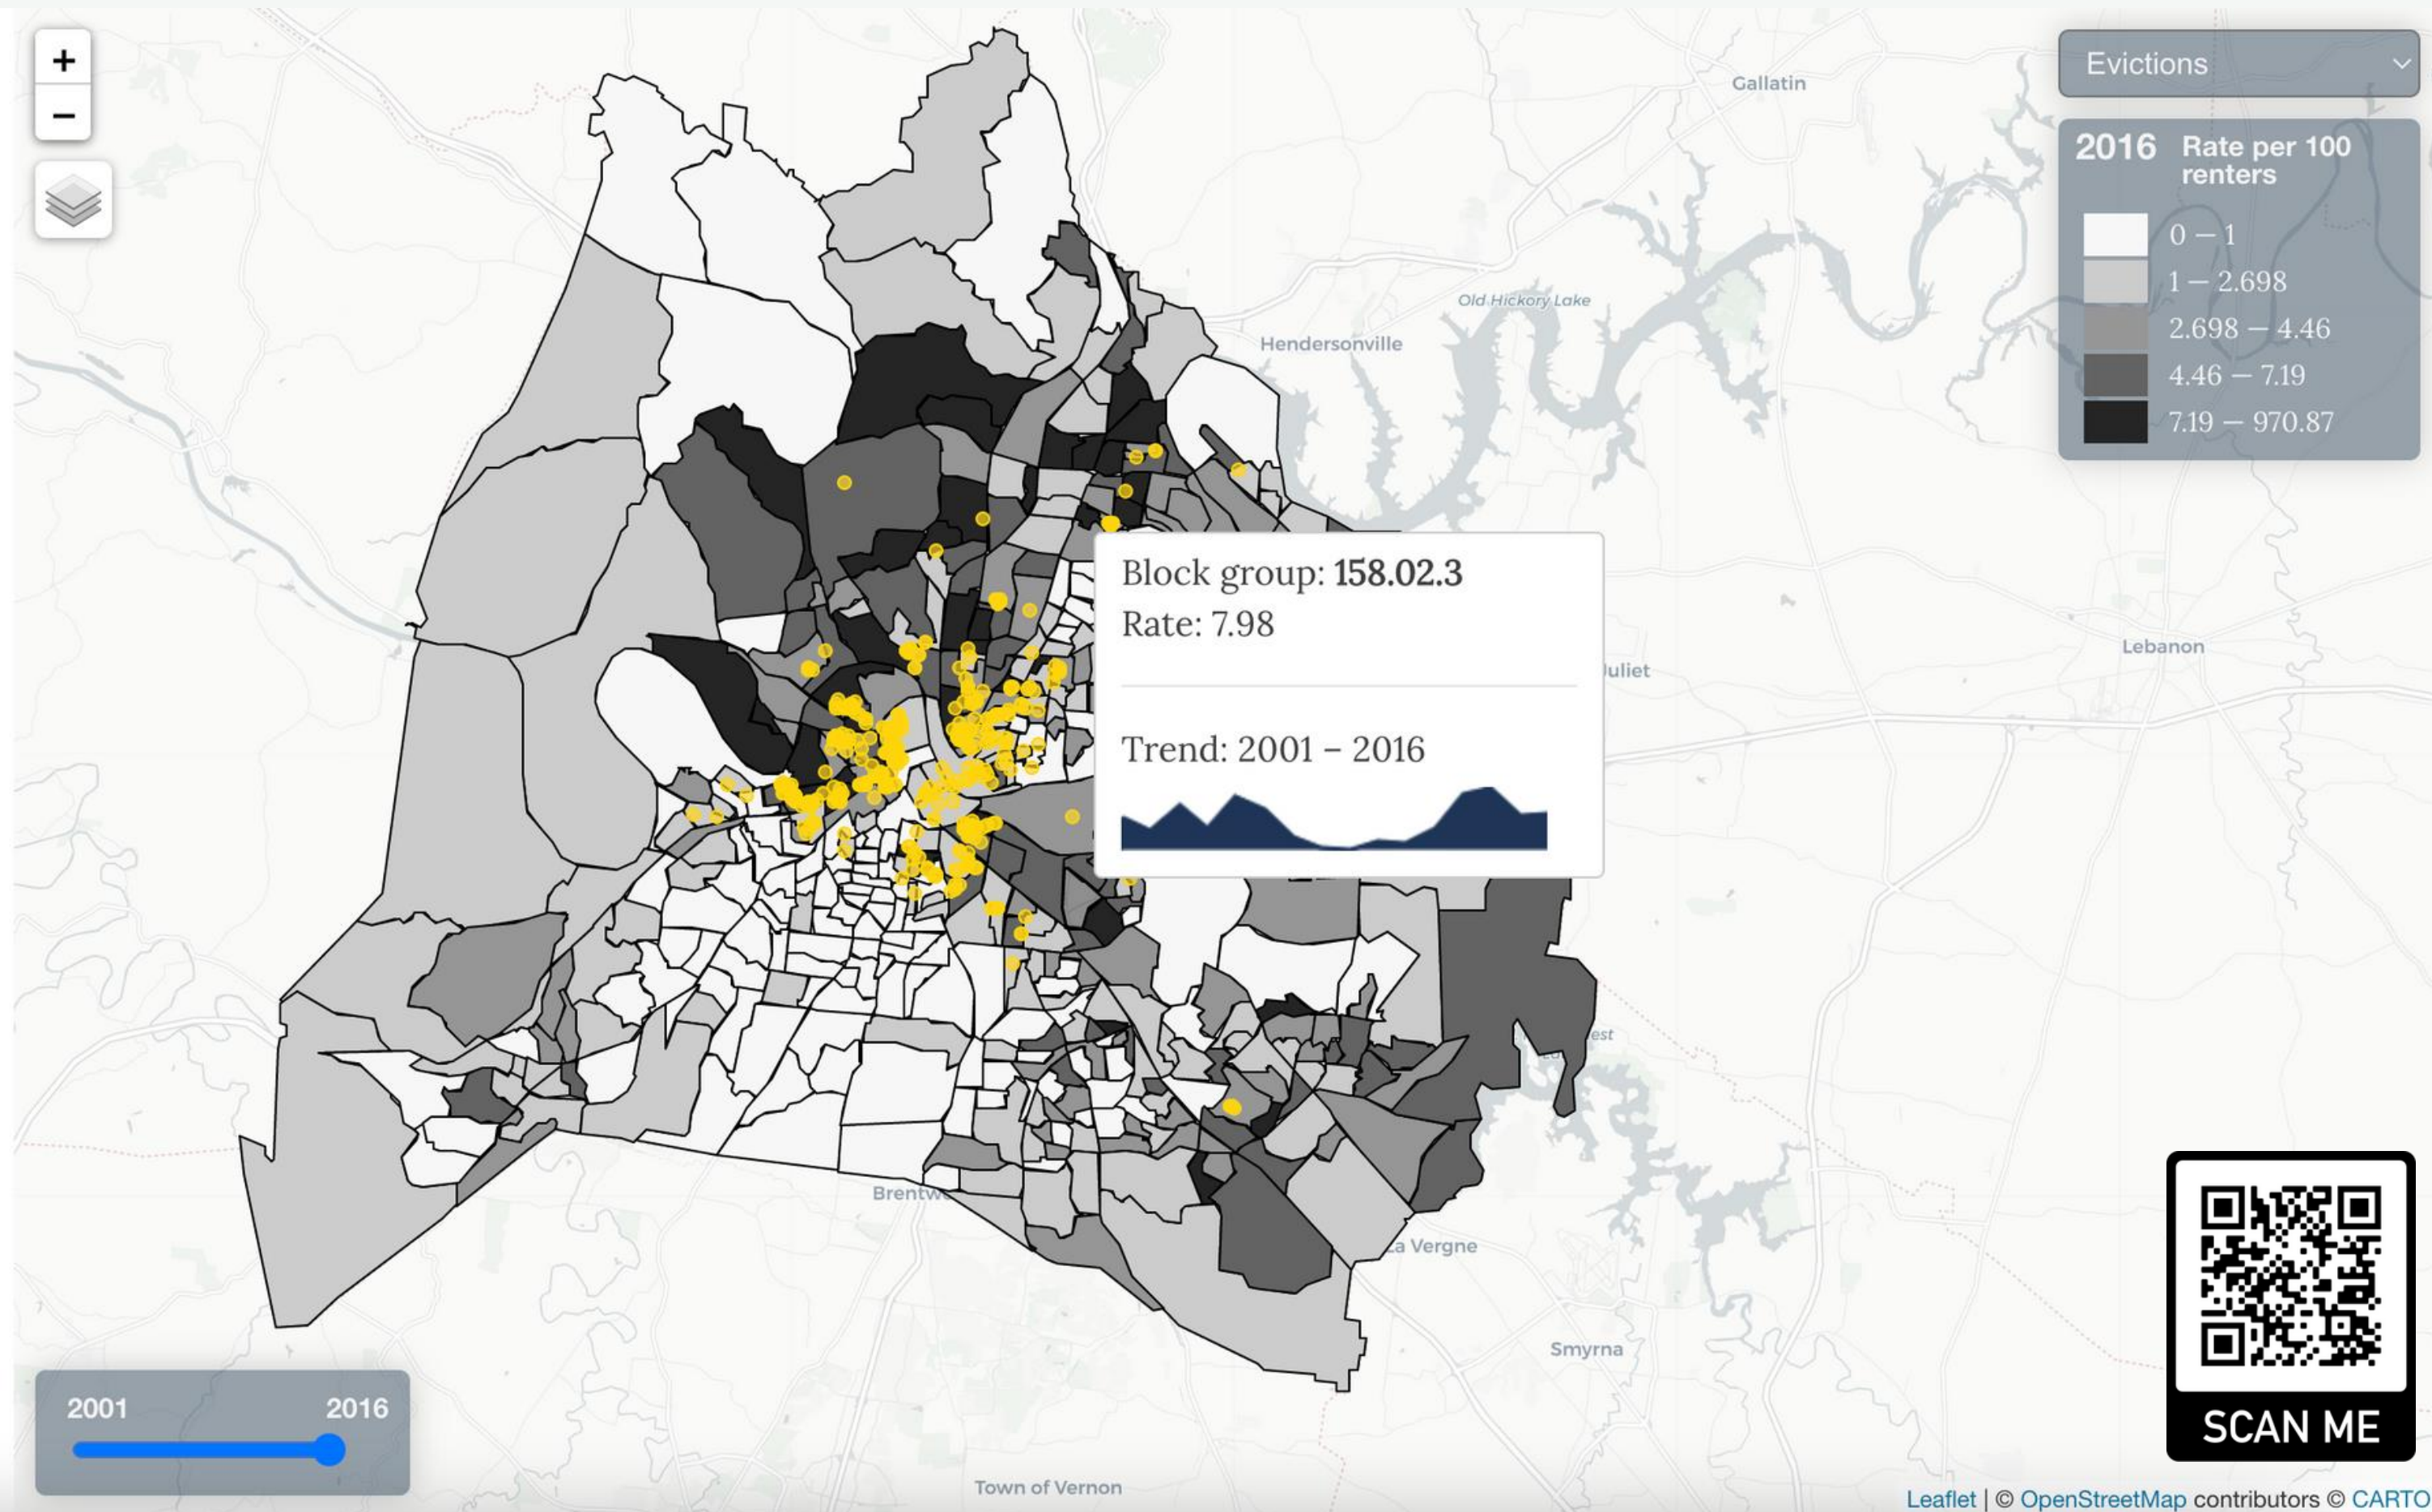 +
−
Evictions
2016 Rate per 100
renters
0 – 1
1 – 2.698
2.698 – 4.46
4.46 – 7.19
7.19 – 970.87
Gallatin
Old Hickory Lake
Hendersonville
Block group: 158.02.3
Rate: 7.98
Trend: 2001 – 2016
Juliet
Lebanon
est
Brentwo
La Vergne
Smyrna
Town of Vernon
2001 2016
SCAN ME
Leaflet | © OpenStreetMap contributors © CARTO